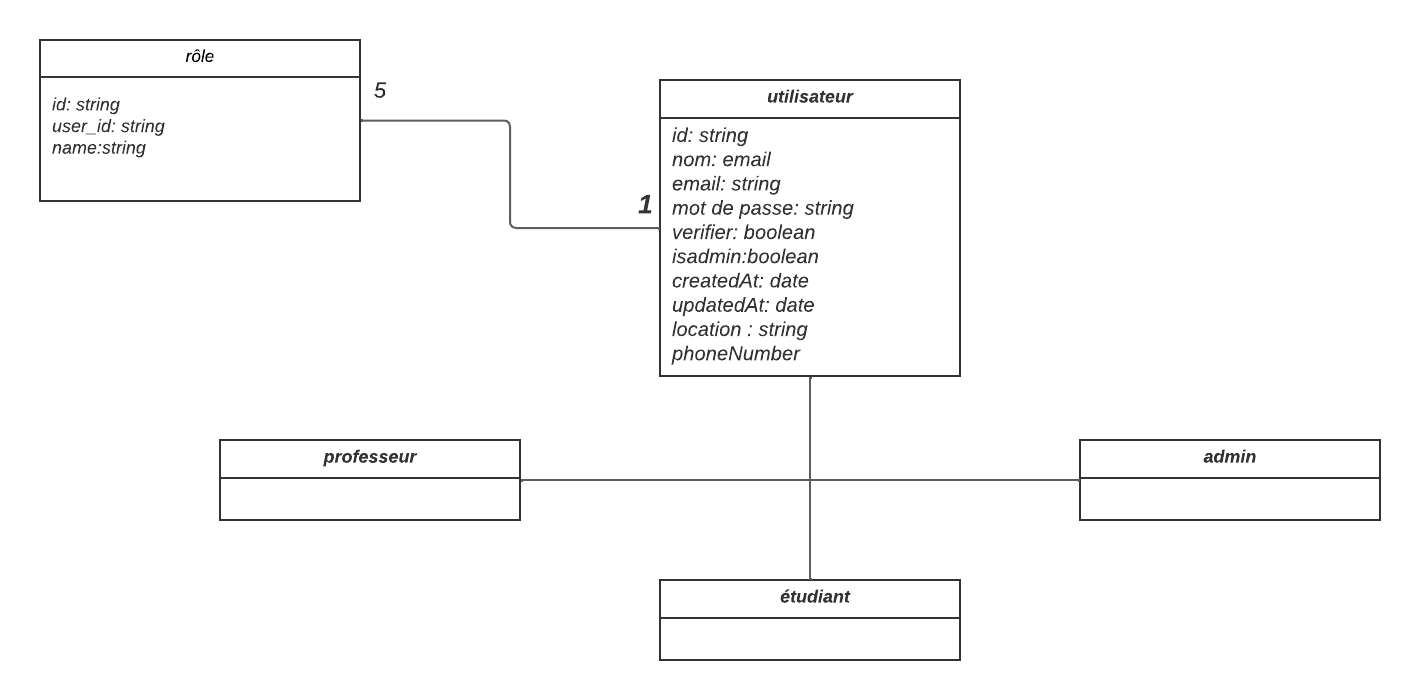 rôle
id: string
user_id: string
name:string
5
1
utilisateur
id: string
nom: email
email: string
mot de passe: string
verifier: boolean
isadmin:boolean
createdAt: date
updatedAt: date
location : string
phoneNumber
professeur
admin
étudiant